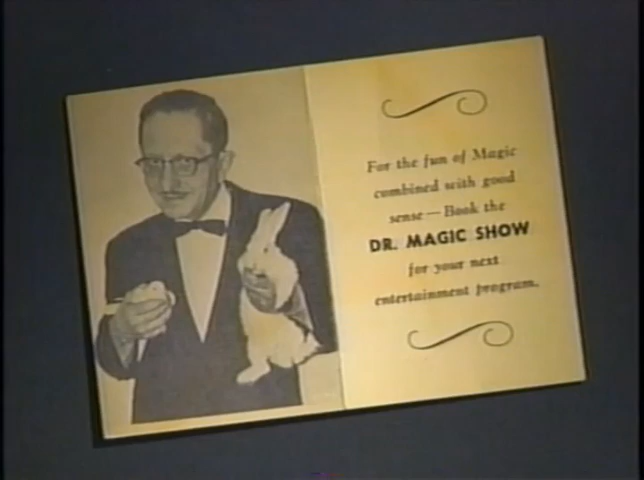 For the fun of Magic
combined with good
sense — Book the
DR. MAGIC SHOW
for your next
entertainment program.